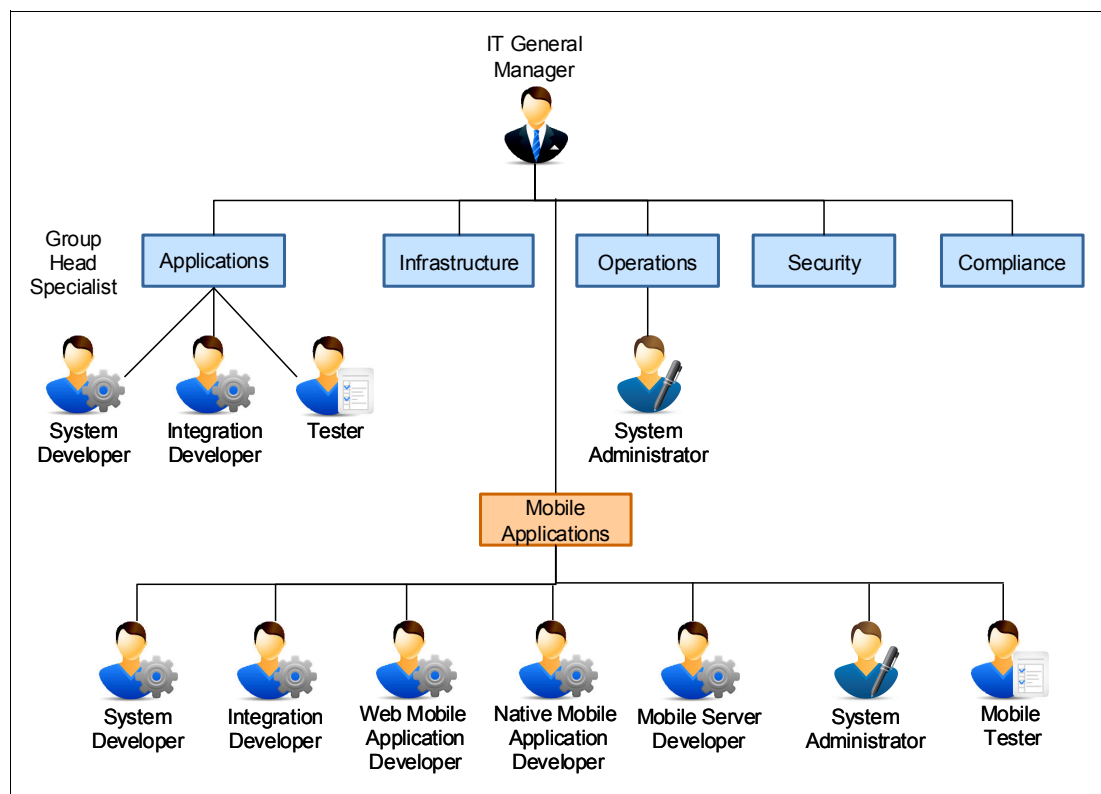 IT General
Manager
Group
Head
Specialist
Applications
Infrastructure
Operations
Security
Compliance
System
Developer
Integration
Developer
Tester
System
Administrator
Mobile
Applications
System
Developer
Integration
Developer
Web Mobile
Application
Developer
Native Mobile
Application
Developer
Mobile Server
Developer
System
Administrator
Mobile
Tester